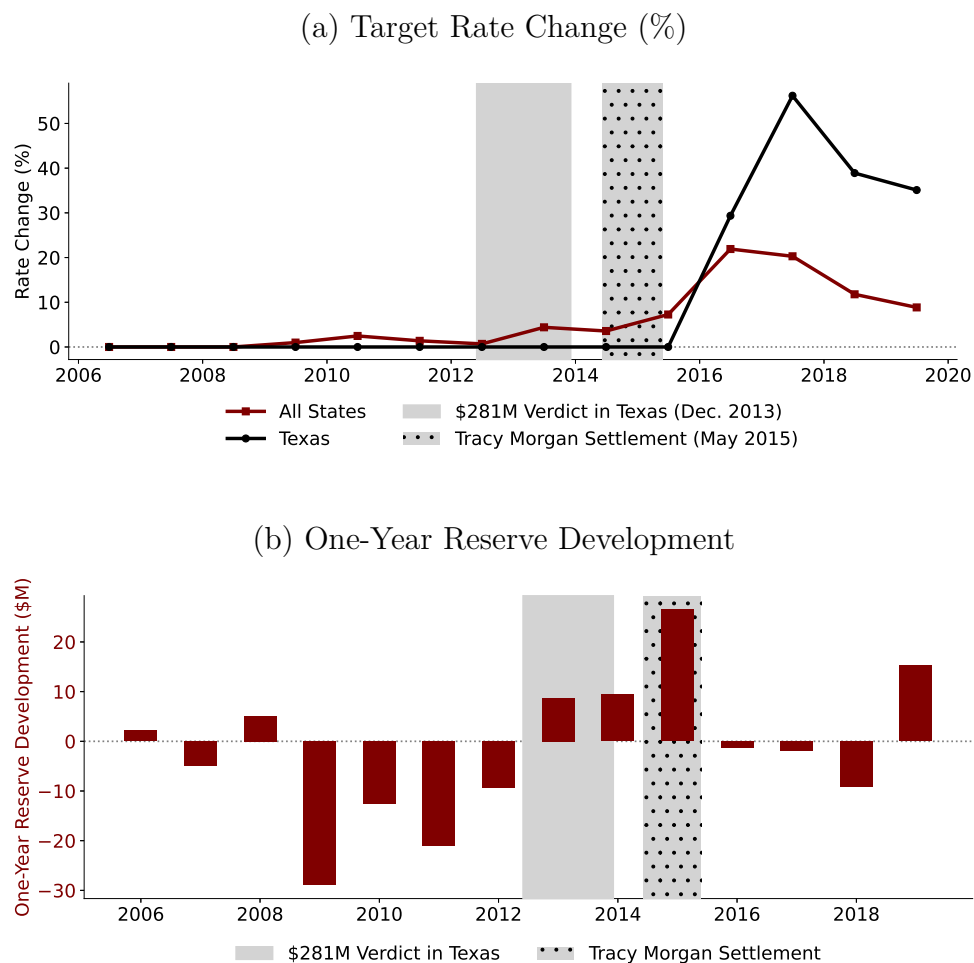 (a) Target Rate Change (%)
Rate Change (%)
50
40
30
20
10
0
2006 2008 2010 2012 2014 2016 2018 2020
All States
Texas
$281M Verdict in Texas (Dec. 2013)
Tracy Morgan Settlement (May 2015)
(b) One-Year Reserve Development
One-Year Reserve Development ($M)
20
10
0
−10
−20
−30
2006 2008 2010 2012 2014 2016 2018
$281M Verdict in Texas Tracy Morgan Settlement